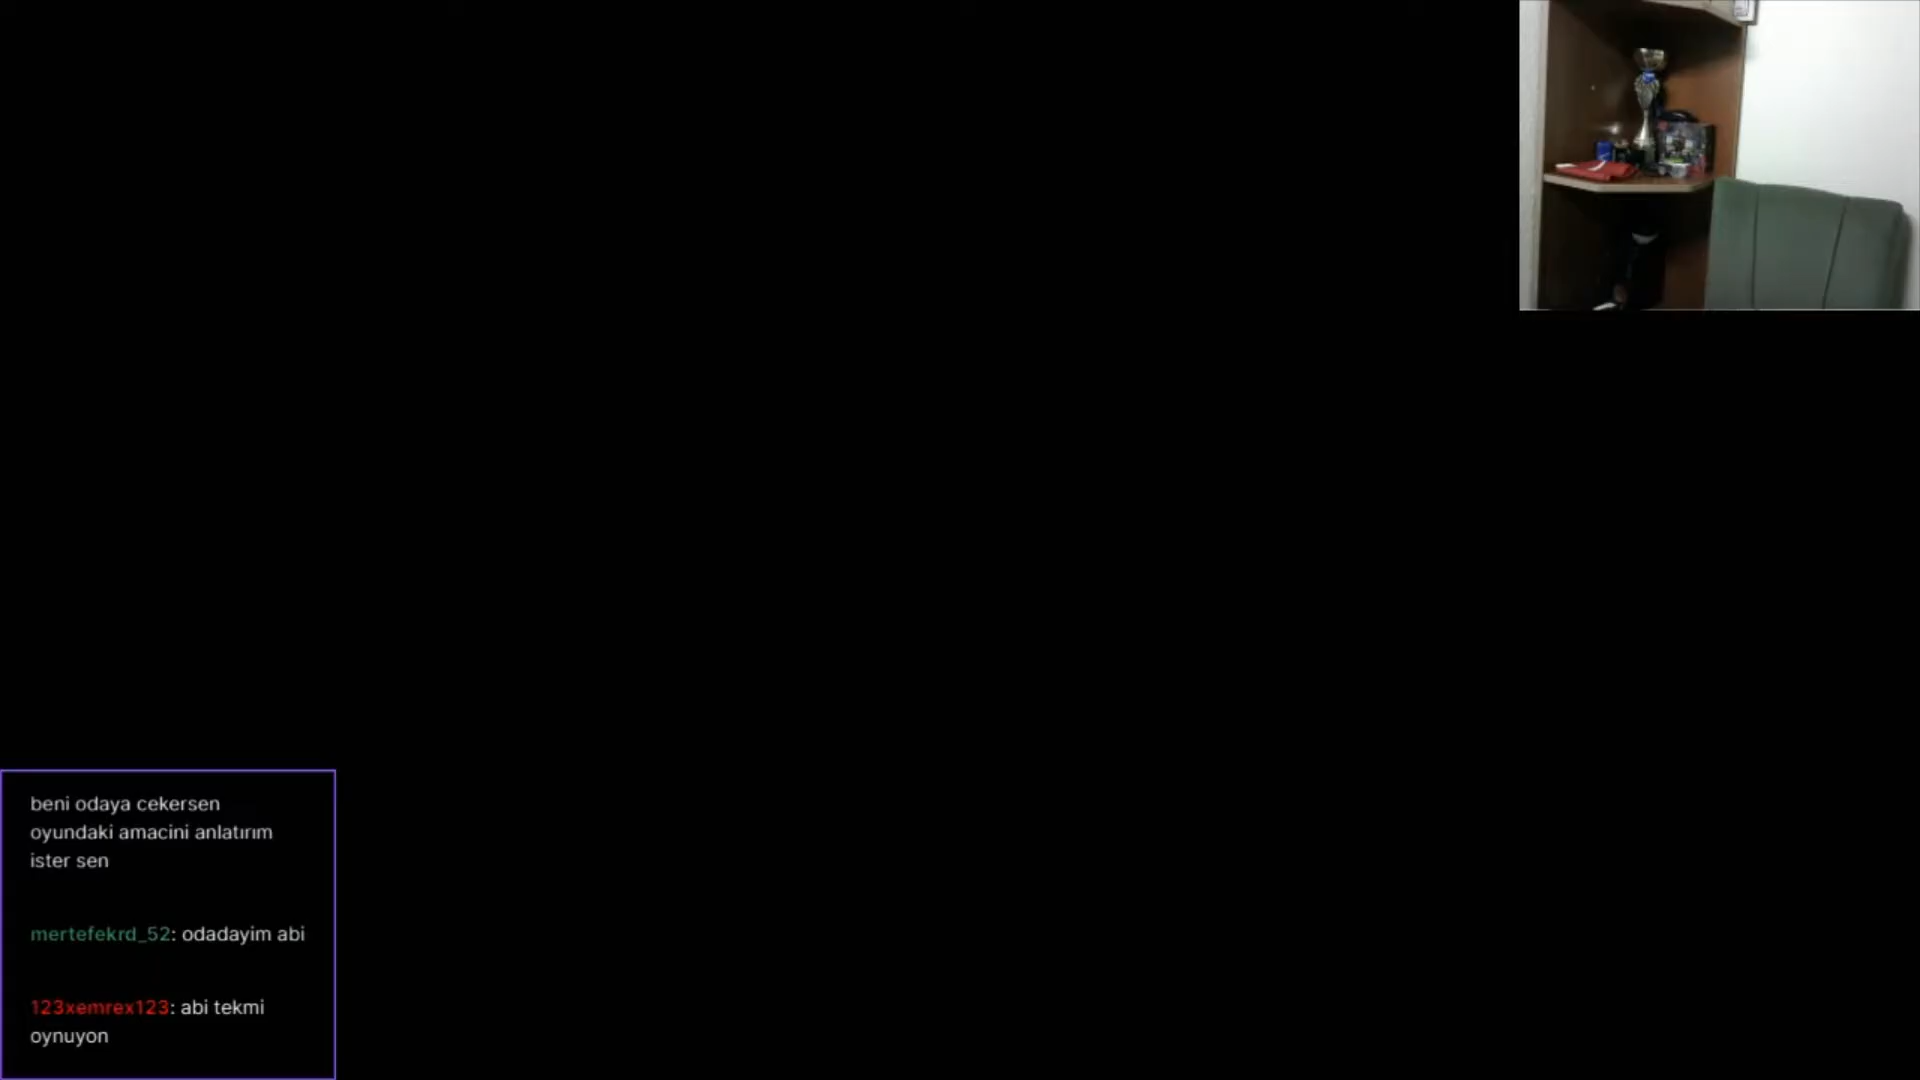 beni odaya cekersen
oyundaki amacini anlatırım
ister sen
mertefekrd_52: odadayim abi
123xemrex123: abi tekmi
oynuyon